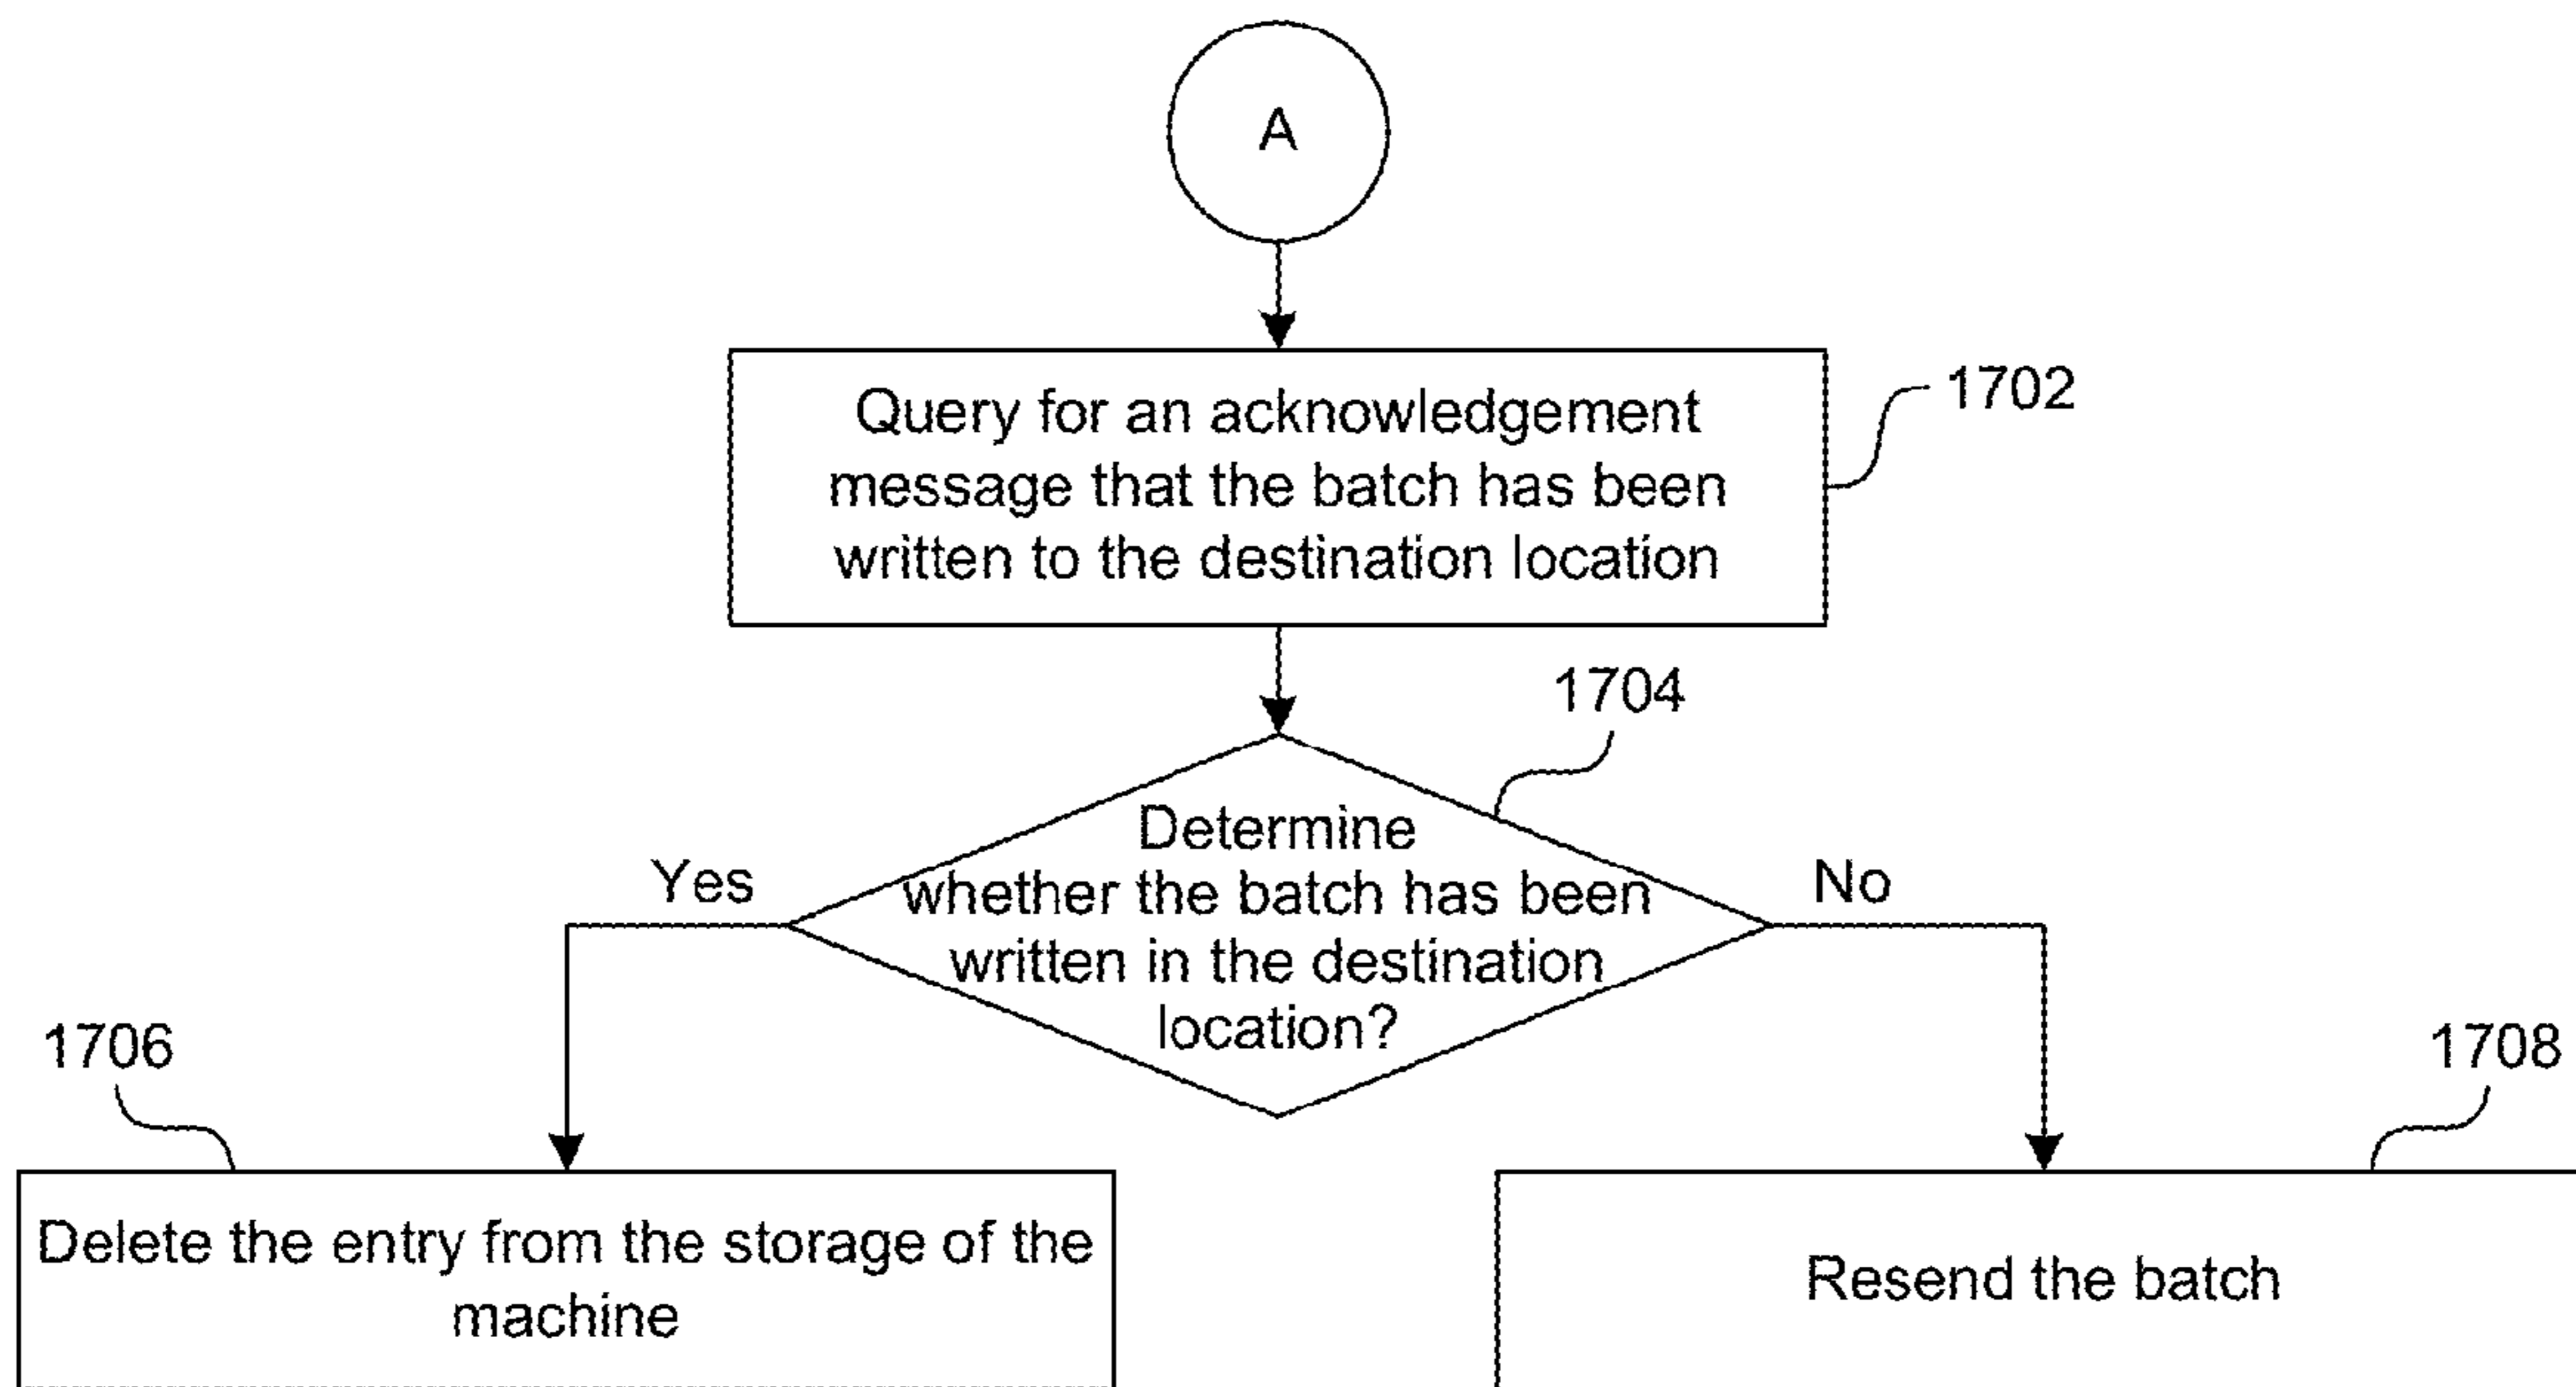 A
Query for an acknowledgement
message that the batch has been
written to the destination location
1702
1704
Determine
whether the batch has been
written in the destination
location?
Yes
No
1706
1708
Delete the entry from the storage of the
machine
Resend the batch